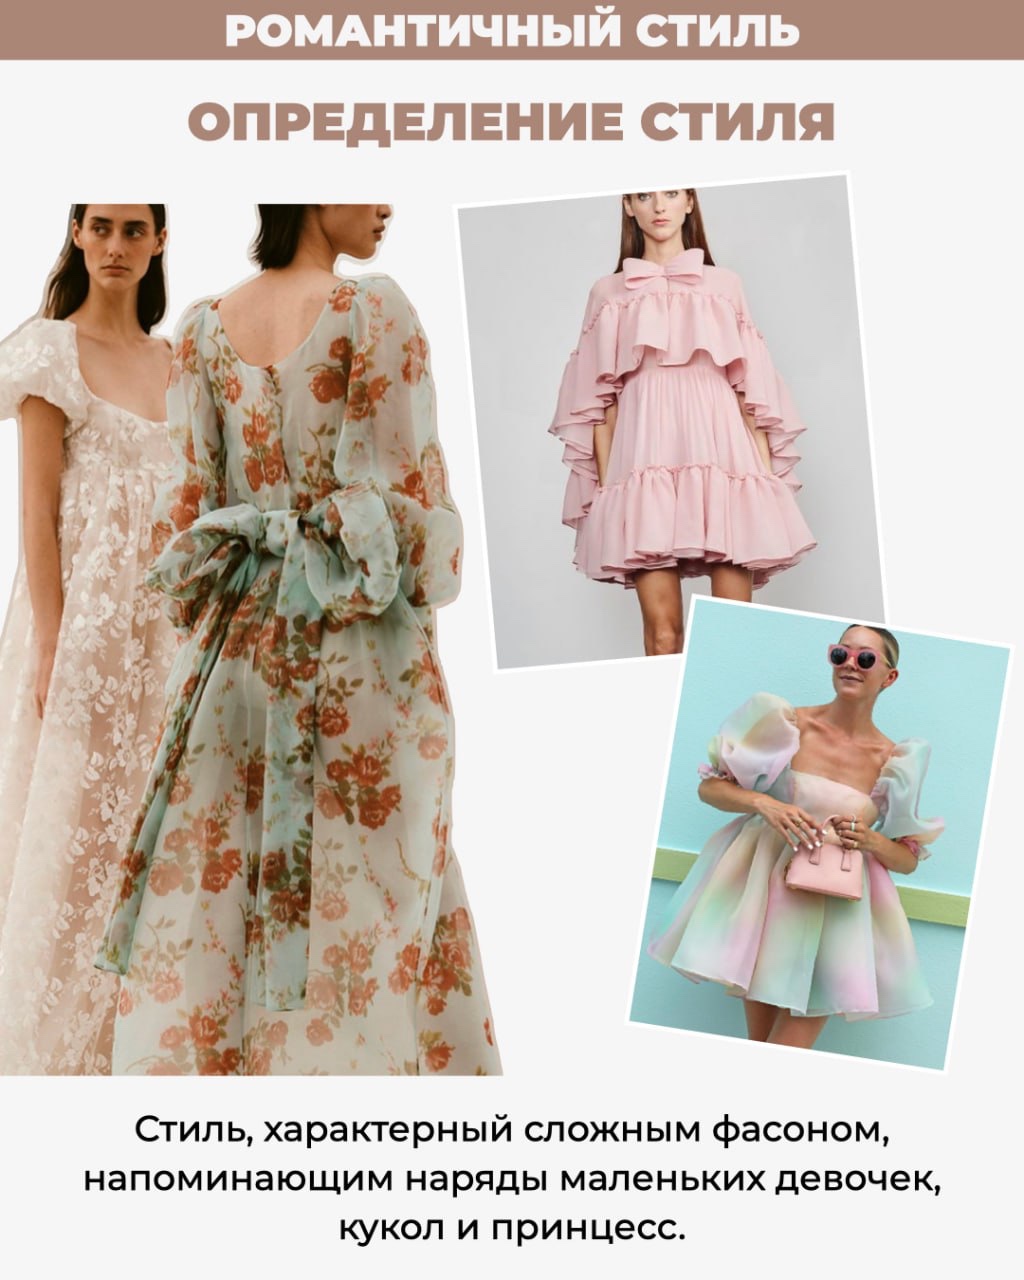 РОМАНТИЧНЫЙ СТИЛЬ
ОПРЕДЕЛЕНИЕ СТИЛЯ
Стиль, характерный сложным фасоном,
напоминающим наряды маленьких девочек,
кукол и принцесс.